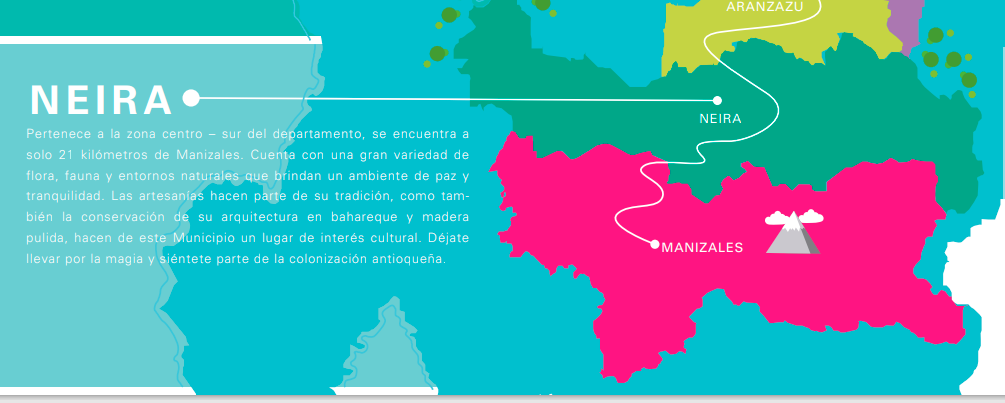 ARANZAZU
NEIRA
NEIRA
Pertenece a la zona centro – sur del departamento, se encuentra a
solo 21 kilómetros de Manizales. Cuenta con una gran variedad de
flora, fauna y entornos naturales que brindan un ambiente de paz y
tranquilidad. Las artesanías hacen parte de su tradición, como tam-
bién la conservación de su arquitectura en bahareque y madera
pulida, hacen de este Municipio un lugar de interés cultural. Déjate
llevar por la magia y siéntete parte de la colonización antioqueña.
MANIZALES